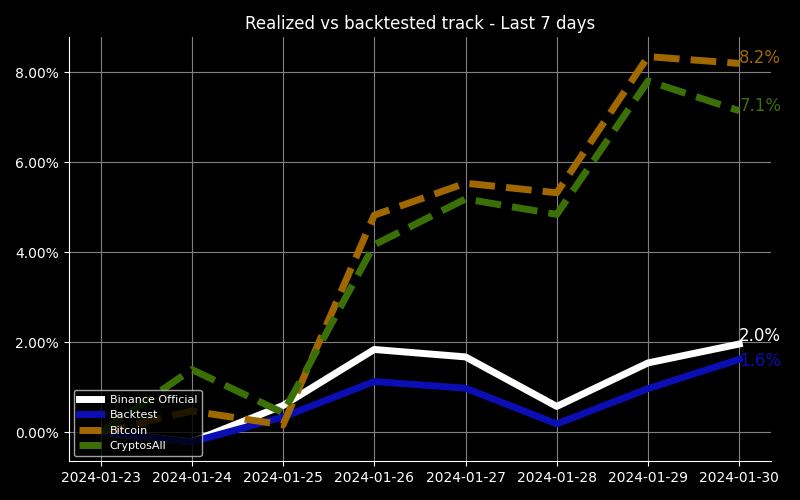 Realized vs backtested track - Last 7 days
8.2%
8.00%
7.1%
6.00%
4.00%
2.00%
2.0%
1.6%
0.00%
Binance Official
Backtest
Bitcoin
CryptosAll
2024-01-23 2024-01-24 2024-01-25 2024-01-26 2024-01-27 2024-01-28 2024-01-29 2024-01-30